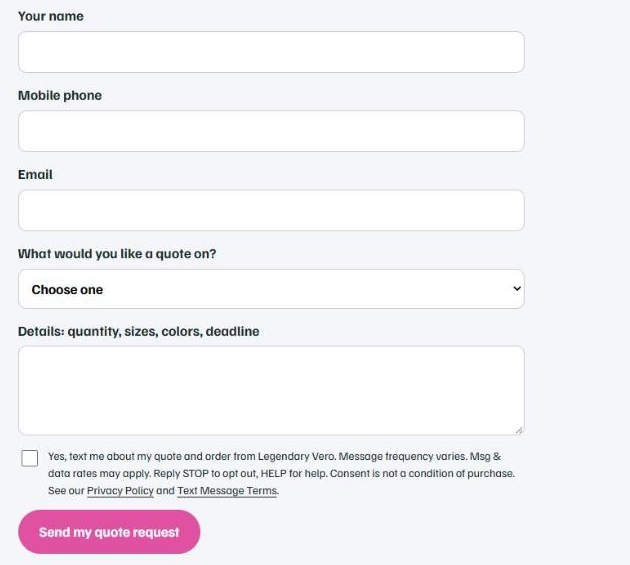 Your name
Mobile phone
Email
What would you like a quote on?
Choose one
Details: quantity, sizes, colors, deadline
Yes, text me about my quote and order from Legendary Vero. Message frequency varies. Msg &
data rates may apply. Reply STOP to opt out, HELP for help. Consent is not a condition of purchase.
See our Privacy Policy and Text Message Terms.
Send my quote request